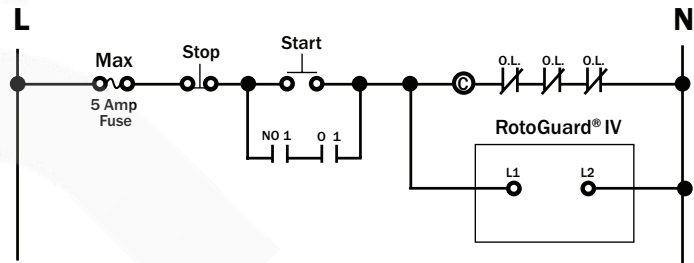 L
N
Max
Stop
Start
5 Amp
Fuse
C
O.L.
O.L.
O.L.
NO 1
O 1
RotoGuard® IV
L1
L2